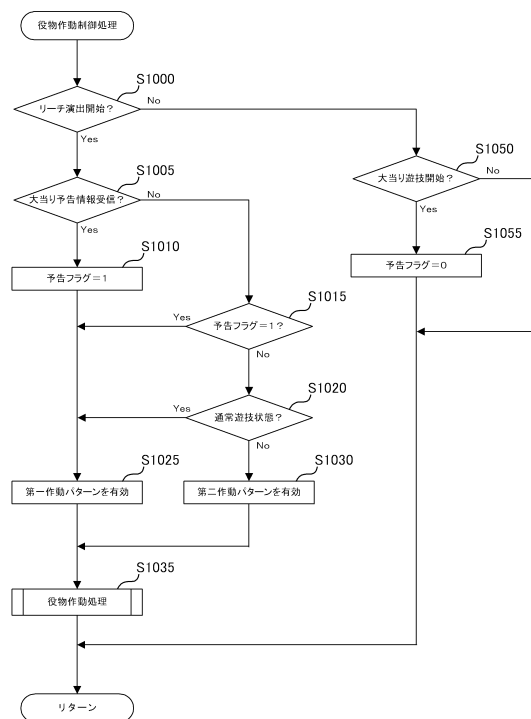 役物作動制御処理
S1000
リーチ演出開始?
No
Yes
S1050
大当り遊技開始?
No
Yes
S1005
大当り予告情報受信?
No
Yes
S1055
予告フラグ=0
S1010
予告フラグ=1
S1015
予告フラグ=1?
Yes
No
S1020
通常遊技状態?
Yes
No
S1025
第一作動パターンを有効
S1030
第二作動パターンを有効
S1035
役物作動処理
リターン